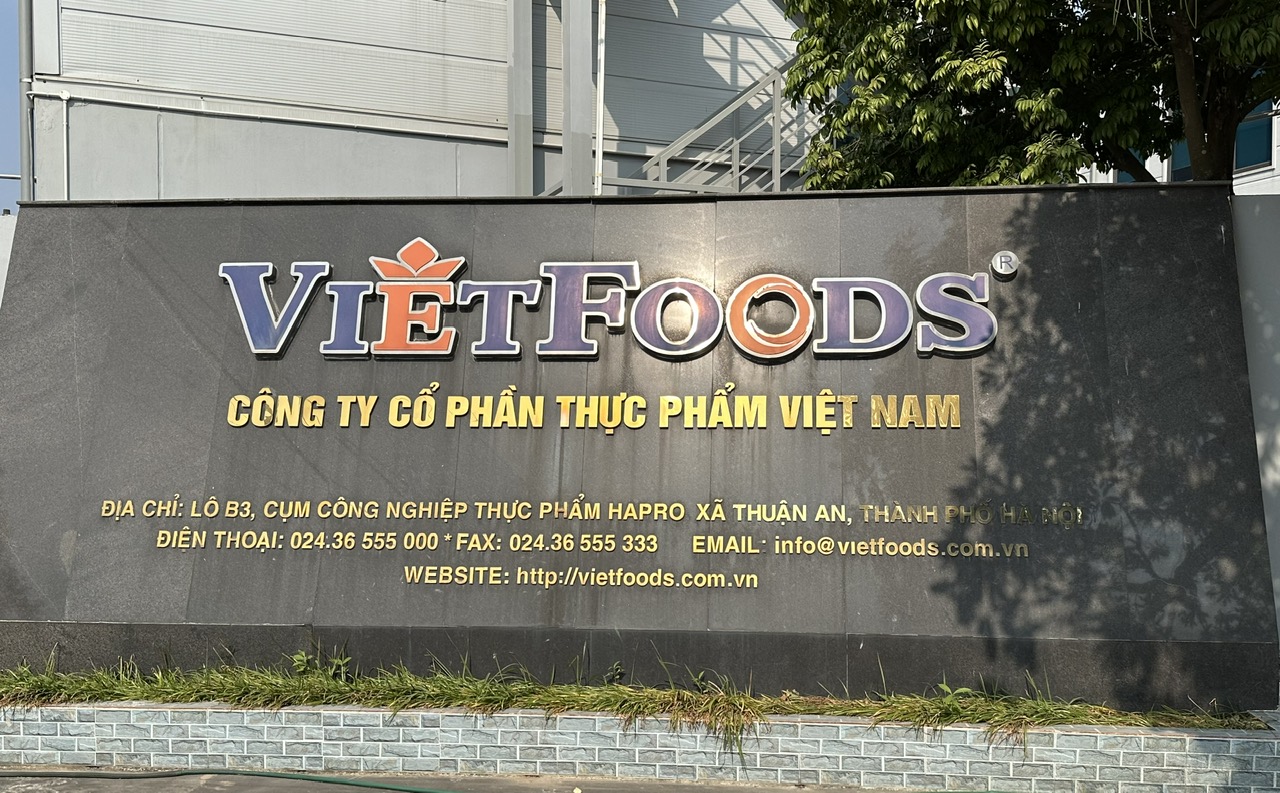 VIETFOODS®
CÔNG TY CỔ PHẦN THỰC PHẨM VIỆT NAM
ĐỊA CHỈ: LÔ B3, CỤM CÔNG NGHIỆP THỰC PHẨM HAPRO XÃ THUẬN AN, THÀNH PHỐ HÀ NỘI
ĐIỆN THOẠI: 024.36 555 000 * FAX: 024.36 555 333 EMAIL: info@vietfoods.com.vn
WEBSITE: http://vietfoods.com.vn